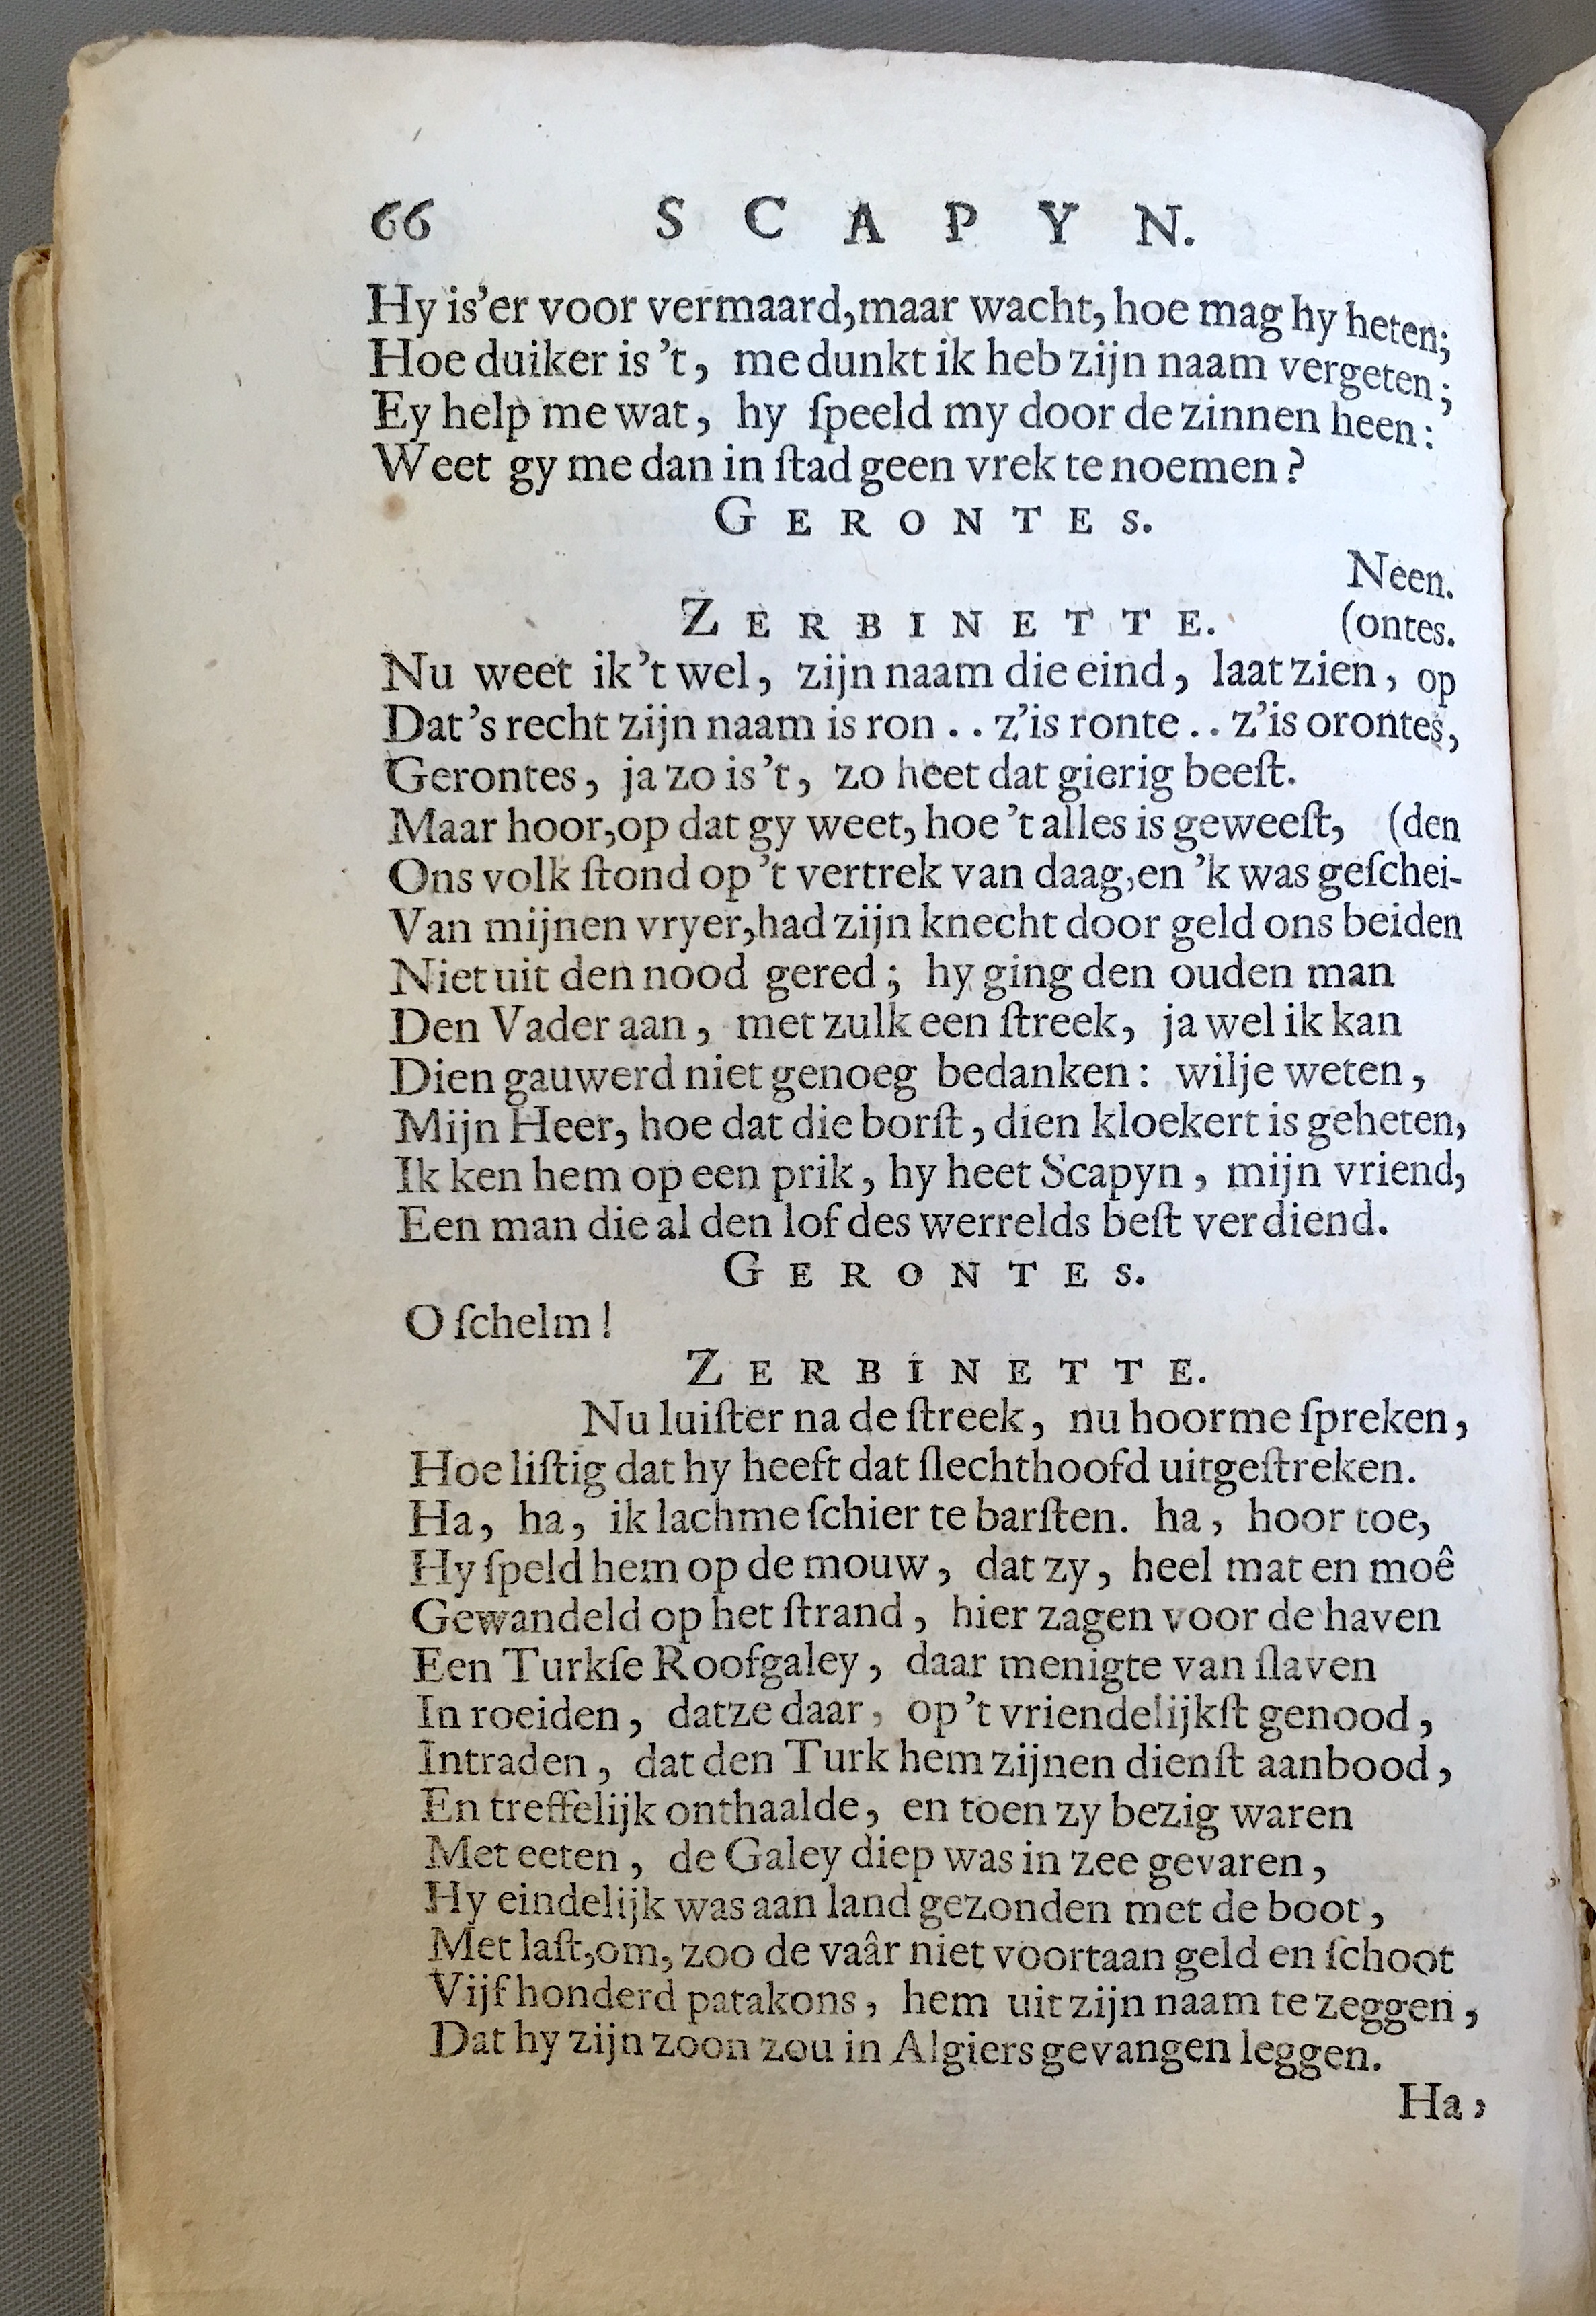 66 SCAPYN.
Hy is’er voor vermaard,maar wacht, hoe mag hy heten;
Hoe duiker is ’t, me dunkt ik heb zijn naam vergeten;
Ey help me wat, hy ſpeeld my door de zinnen heen:
Weet gy me dan in ſtad geen vrek te noemen?
GERONTES.
Neen.
ZERBINETTE. (ontes.
Nu weet ik ’t wel, zijn naam die eind, laat zien, op
Dat’s recht zijn naam is ron . . z’is ronte . . z’is orontes,
Gerontes, ja zo is ’t, zo heet dat gierig beeſt.
Maar hoor,op dat gy weet, hoe ’t alles is geweeſt, (den
Ons volk ſtond op ’t vertrek van daag,en ’k was geſchei-
Van mijnen vryer,had zijn knecht door geld ons beiden
Niet uit den nood gered; hy ging den ouden man
Den Vader aan, met zulk een ſtreek, ja wel ik kan
Dien gauwerd niet genoeg bedanken: wilje weten,
Mijn Heer, hoe dat die borſt, dien kloekert is geheten,
Ik ken hem op een prik, hy heet Scapyn, mijn vriend,
Een man die al den lof des werrelds beſt verdiend.
GERONTES.
O ſchelm!
ZERBINETTE.
Nu luiſter na de ſtreek, nu hoor me ſpreken,
Hoe liſtig dat hy heeft dat ſlechthoofd uitgeſtreken.
Ha, ha, ik lach me ſchier te barſten. ha, hoor toe,
Hy ſpeld hem op de mouw, dat zy, heel mat en moê
Gewandeld op het ſtrand, hier zagen voor de haven
Een Turkſe Roofgaley, daar menigte van ſlaven
In roeiden, datze daar, op ’t vriendelijkſt genood,
Intraden, dat den Turk hem zijnen dienſt aanbood,
En treffelijk onthaalde, en toen zy bezig waren
Met eeten, de Galey diep was in zee gevaren,
Hy eindelijk was aan land gezonden met de boot,
Met laſt,om, zoo de vaâr niet voortaan geld en ſchoot
Vijf honderd patakons, hem uit zijn naam te zeggen,
Dat hy zijn zoon zou in Algiers gevangen leggen.
Ha,